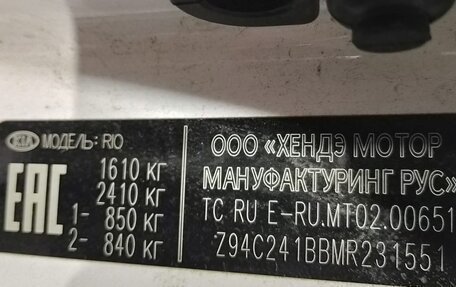 KIA МОДЕЛЬ: RIO
EAC
1610 КГ
2410 КГ
1- 850 КГ
2- 840 КГ
ООО «ХЕНДЭ МОТОР
МАНУФАКТУРИНГ РУС»
ТС RU E-RU.MT02.00651
Z94C241BBMR231551